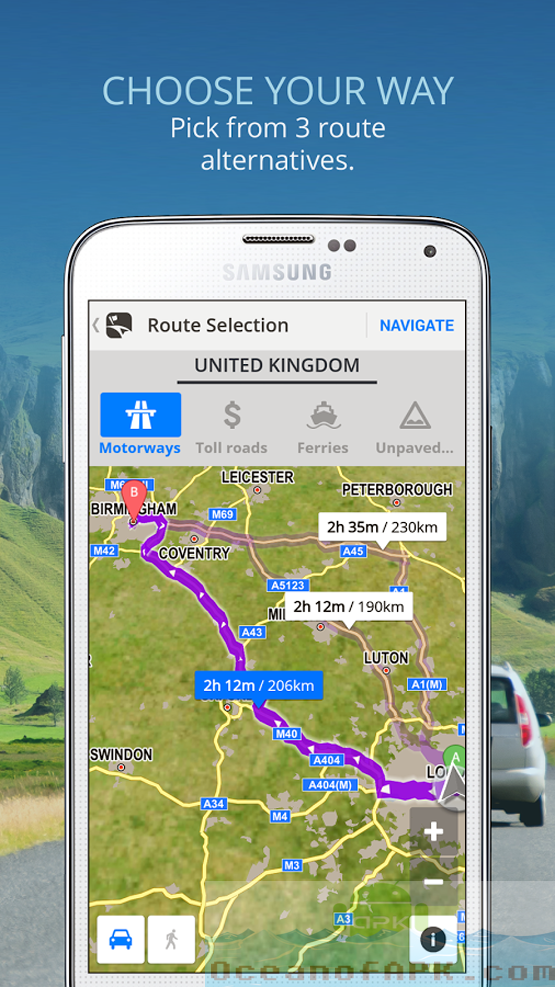 CHOOSE YOUR WAY
Pick from 3 route
alternatives.
SAMSUNG
Route Selection
NAVIGATE
UNITED KINGDOM
Motorways
Toll roads
Ferries
Unpaved...
LEICESTER
B
PETERBOROUGH
BIRMINGHAM
M69
2h 35m / 230km
M42
COVENTRY
A45
A5123
2h 12m / 190km
A43
LUTON
2h 12m / 206km
A1(M)
M40
SWINDON
A404
A
A404(M)
A34
M4
+
M3
−
A3
APK
i
OceanofAPK.com